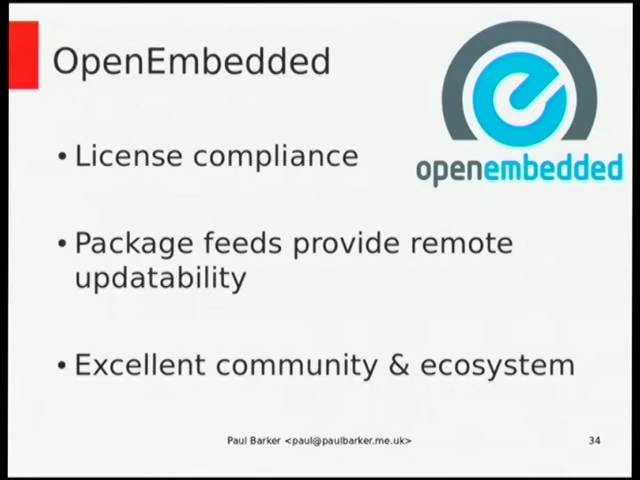 OpenEmbedded
openembedded
• License compliance
• Package feeds provide remote
updatability
• Excellent community & ecosystem
Paul Barker <paul@paulbarker.me.uk>
34